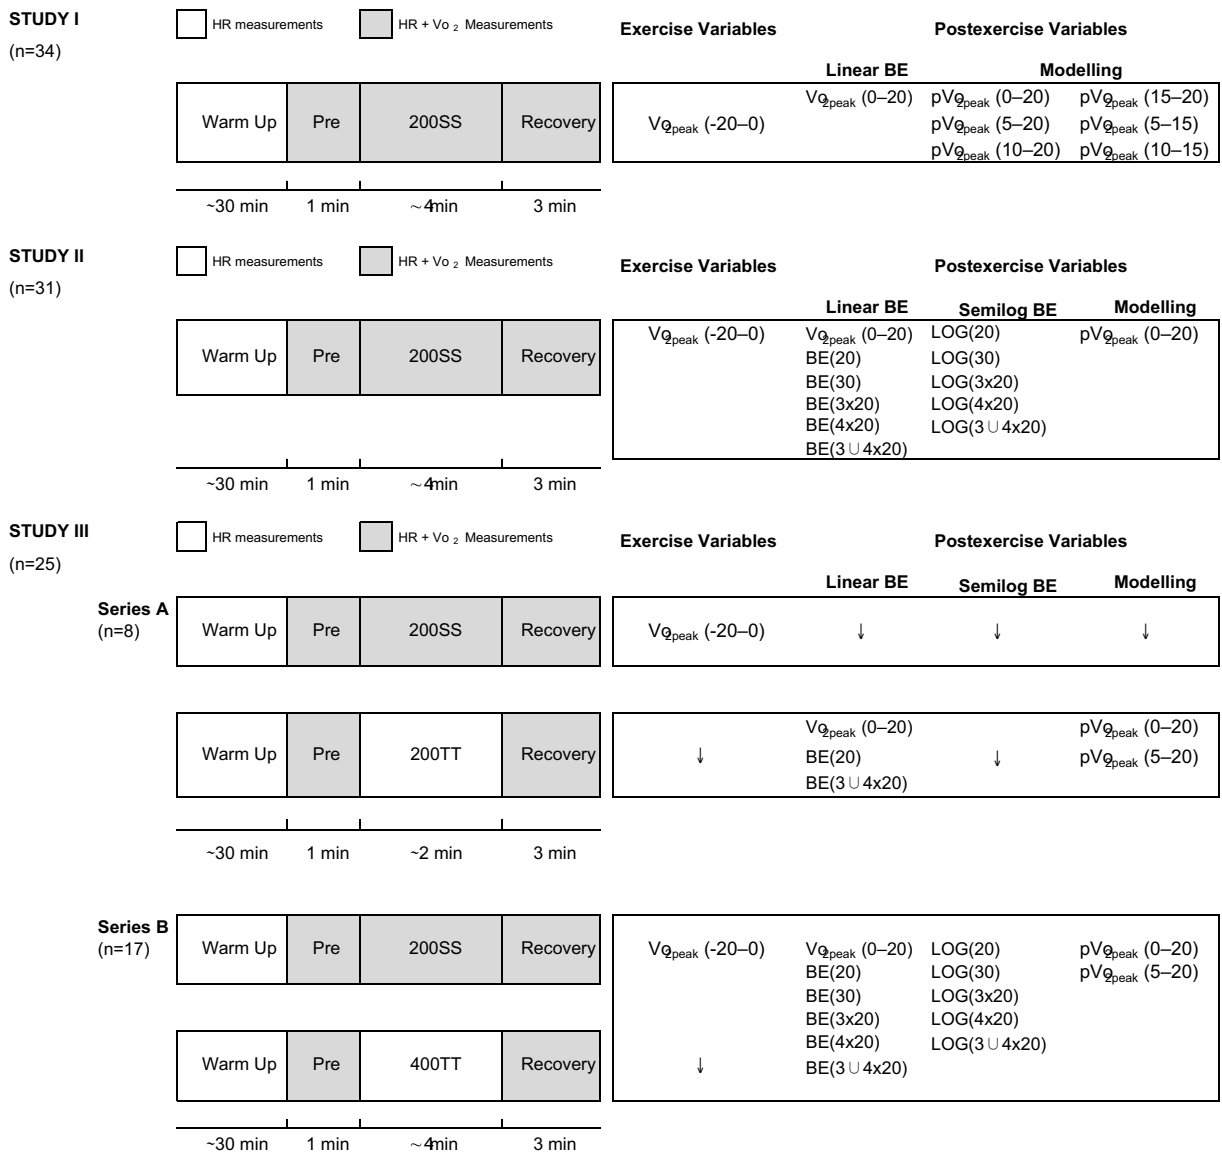 STUDY I
(n=34)
HR measurements
HR + Vo 2 Measurements
Exercise Variables
Postexercise Variables
Linear BE
Modelling
Warm Up
Pre
200SS
Recovery
Vo2peak (-20–0)
Vo2peak (0–20)
pVo2peak (0–20)
pVo2peak (15–20)
pVo2peak (5–20)
pVo2peak (5–15)
pVo2peak (10–20)
pVo2peak (10–15)
~30 min
1 min
~4min
3 min
STUDY II
(n=31)
HR measurements
HR + Vo 2 Measurements
Exercise Variables
Postexercise Variables
Linear BE
Semilog BE
Modelling
Warm Up
Pre
200SS
Recovery
Vo2peak (-20–0)
Vo2peak (0–20)
LOG(20)
pVo2peak (0–20)
BE(20)
LOG(30)
BE(30)
LOG(3x20)
BE(3x20)
LOG(4x20)
BE(4x20)
LOG(3∪4x20)
BE(3∪4x20)
~30 min
1 min
~4min
3 min
STUDY III
(n=25)
HR measurements
HR + Vo 2 Measurements
Exercise Variables
Postexercise Variables
Linear BE
Semilog BE
Modelling
Series A
(n=8)
Warm Up
Pre
200SS
Recovery
Vo2peak (-20–0)
↓
↓
↓
Warm Up
Pre
200TT
Recovery
↓
Vo2peak (0–20)
BE(20)
BE(3∪4x20)
↓
pVo2peak (0–20)
pVo2peak (5–20)
~30 min
1 min
~2 min
3 min
Series B
(n=17)
Warm Up
Pre
200SS
Recovery
Vo2peak (-20–0)
Vo2peak (0–20)
LOG(20)
pVo2peak (0–20)
BE(20)
LOG(30)
pVo2peak (5–20)
BE(30)
LOG(3x20)
BE(3x20)
LOG(4x20)
BE(4x20)
LOG(3∪4x20)
BE(3∪4x20)
Warm Up
Pre
400TT
Recovery
↓
~30 min
1 min
~4min
3 min